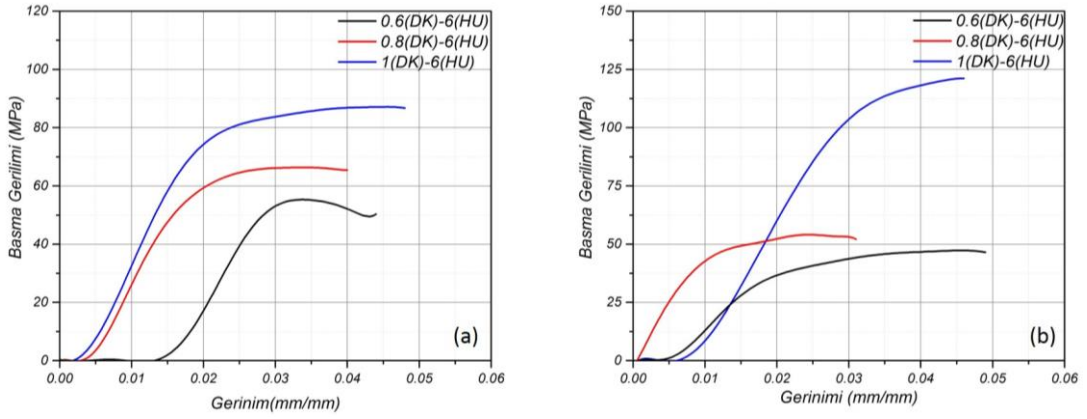 120
100
80
60
40
20
0
0.00 0.01 0.02 0.03 0.04 0.05 0.06
Basma Gerilimi (MPa)
Gerinim(mm/mm)
0.6(DK)-6(HU)
0.8(DK)-6(HU)
1(DK)-6(HU)
(a)
150
125
100
75
50
25
0
0.00 0.01 0.02 0.03 0.04 0.05 0.06
Basma Gerilimi (MPa)
Gerinimi (mm/mm)
0.6(DK)-6(HU)
0.8(DK)-6(HU)
1(DK)-6(HU)
(b)